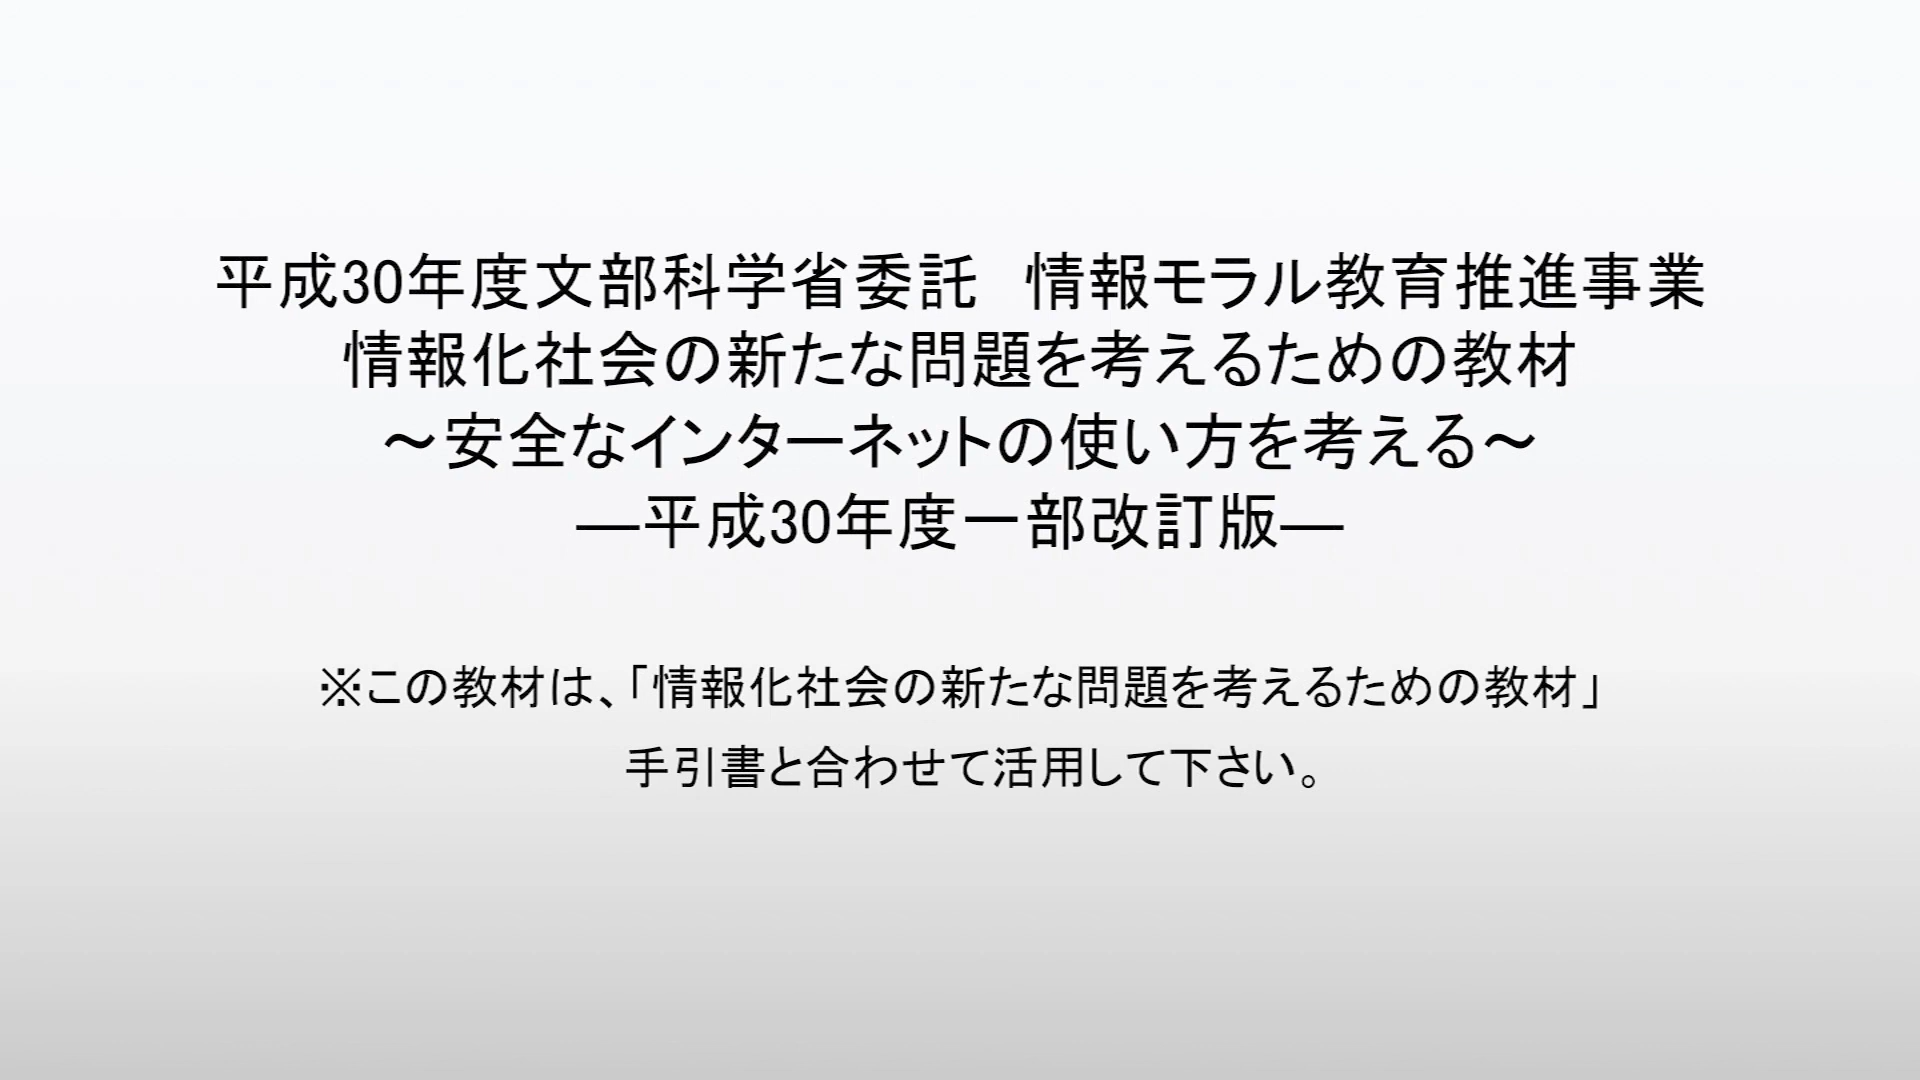 平成30年度文部科学省委託　情報モラル教育推進事業
情報化社会の新たな問題を考えるための教材
～安全なインターネットの使い方を考える～
―平成30年度一部改訂版―
※この教材は、「情報化社会の新たな問題を考えるための教材」
手引書と合わせて活用して下さい。